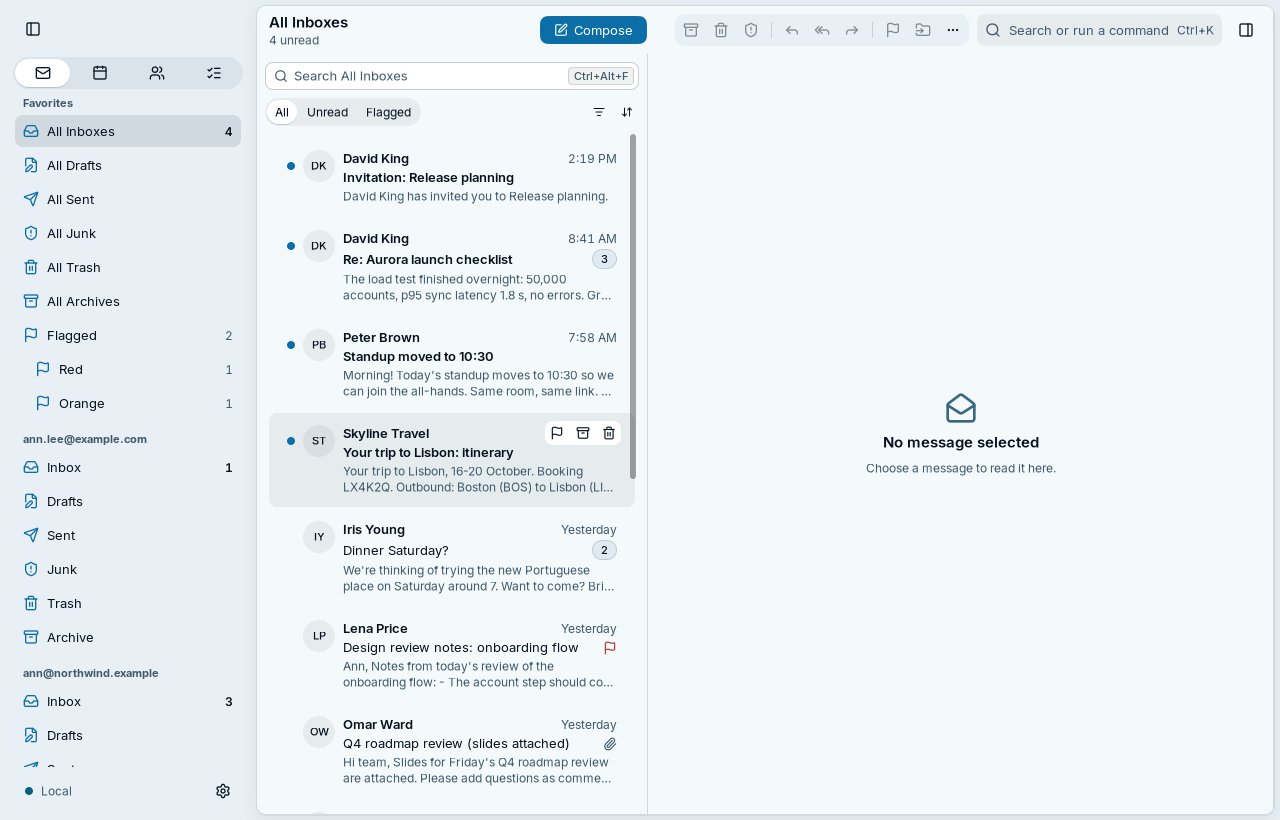 Favorites
All Inboxes 4
All Drafts
All Sent
All Junk
All Trash
All Archives
Flagged 2
Red 1
Orange 1
ann.lee@example.com
Inbox 1
Drafts
Sent
Junk
Trash
Archive
ann@northwind.example
Inbox 3
Drafts
Local
All Inboxes
4 unread
Compose
Search All Inboxes Ctrl+Alt+F
All Unread Flagged
DK
David King 2:19 PM
Invitation: Release planning
David King has invited you to Release planning.
DK
David King 8:41 AM
Re: Aurora launch checklist 3
The load test finished overnight: 50,000
accounts, p95 sync latency 1.8 s, no errors. Gr...
PB
Peter Brown 7:58 AM
Standup moved to 10:30
Morning! Today's standup moves to 10:30 so we
can join the all-hands. Same room, same link. ...
ST
Skyline Travel
Your trip to Lisbon: itinerary
Your trip to Lisbon, 16-20 October. Booking
LX4K2Q. Outbound: Boston (BOS) to Lisbon (LI...
IY
Iris Young Yesterday
Dinner Saturday? 2
We're thinking of trying the new Portuguese
place on Saturday around 7. Want to come? Bri...
LP
Lena Price Yesterday
Design review notes: onboarding flow
Ann, Notes from today's review of the
onboarding flow: - The account step should co...
OW
Omar Ward Yesterday
Q4 roadmap review (slides attached)
Hi team, Slides for Friday's Q4 roadmap review
are attached. Please add questions as comme...
Search or run a command Ctrl+K
No message selected
Choose a message to read it here.